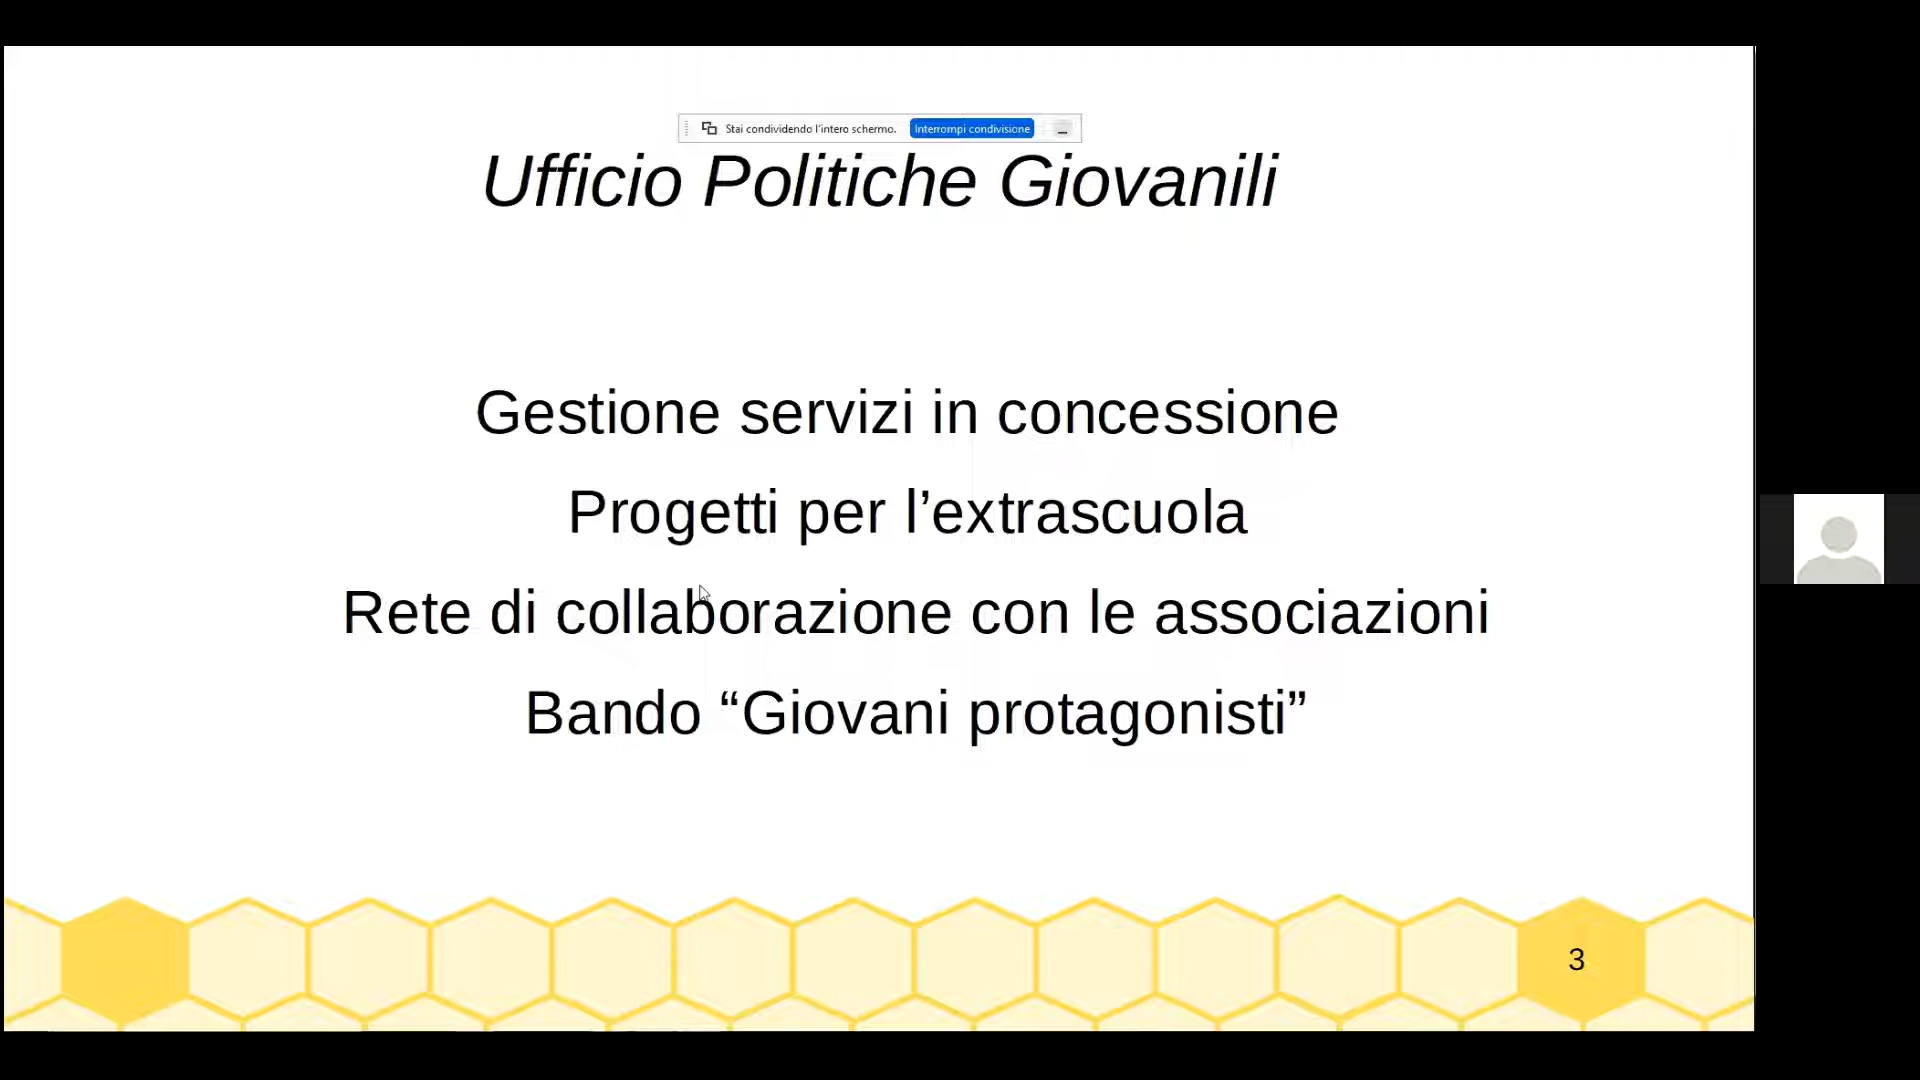 Stai condividendo l'intero schermo. Interrompi condivisione
Ufficio Politiche Giovanili
Gestione servizi in concessione
Progetti per l’extrascuola
Rete di collaborazione con le associazioni
Bando “Giovani protagonisti”
3